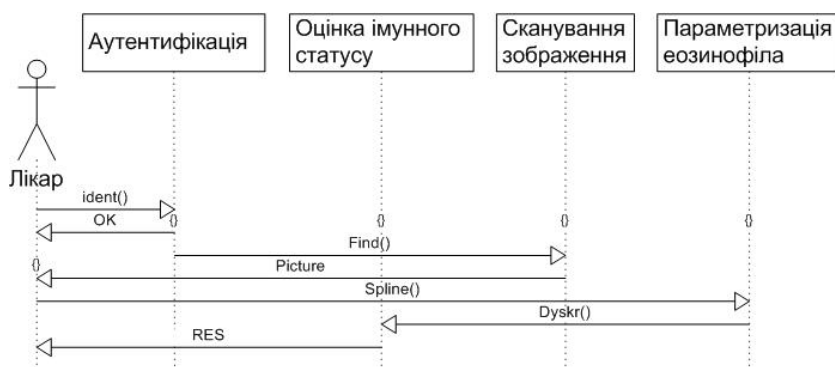 Аутентифікація
Оцінка імунного
статусу
Сканування
зображення
Параметризація
еозинофіла
Лікар
ident()
OK
{}
{}
{}
{}
Find()
{}
Picture
Spline()
Dyskr()
RES